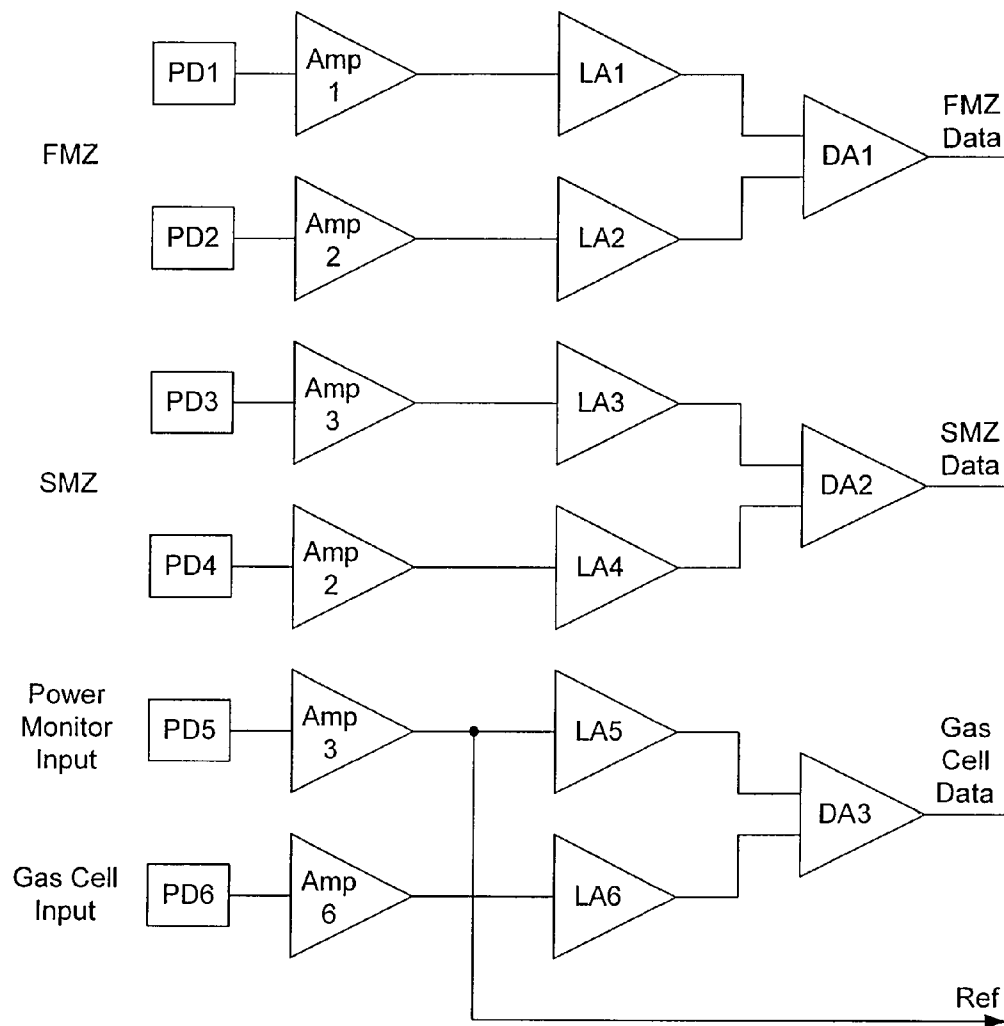 PD1
Amp
1
LA1
FMZ
Data
FMZ
DA1
PD2
Amp
2
LA2
PD3
Amp
3
LA3
SMZ
Data
SMZ
DA2
PD4
Amp
2
LA4
Power
Monitor
Input
PD5
Amp
3
LA5
Gas
Cell
Data
DA3
Gas Cell
Input
PD6
Amp
6
LA6
Ref